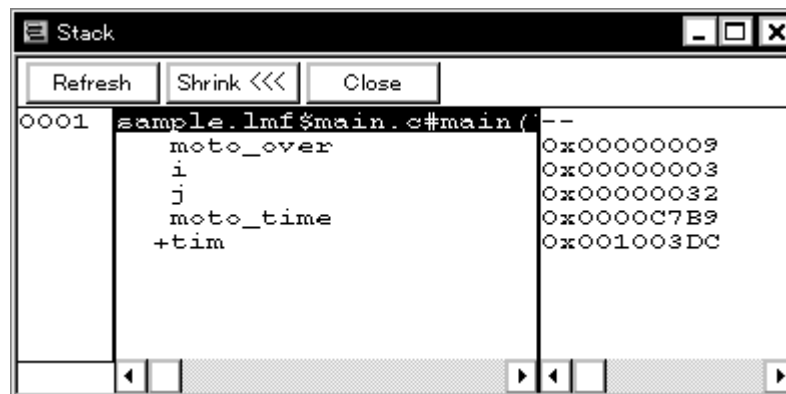 Stack
Refresh Shrink <<< Close
0001 sample.lmf$main.c#main( --
moto_over 0x00000009
i 0x00000003
j 0x00000032
moto_time 0x0000C7B9
+tim 0x001003DC